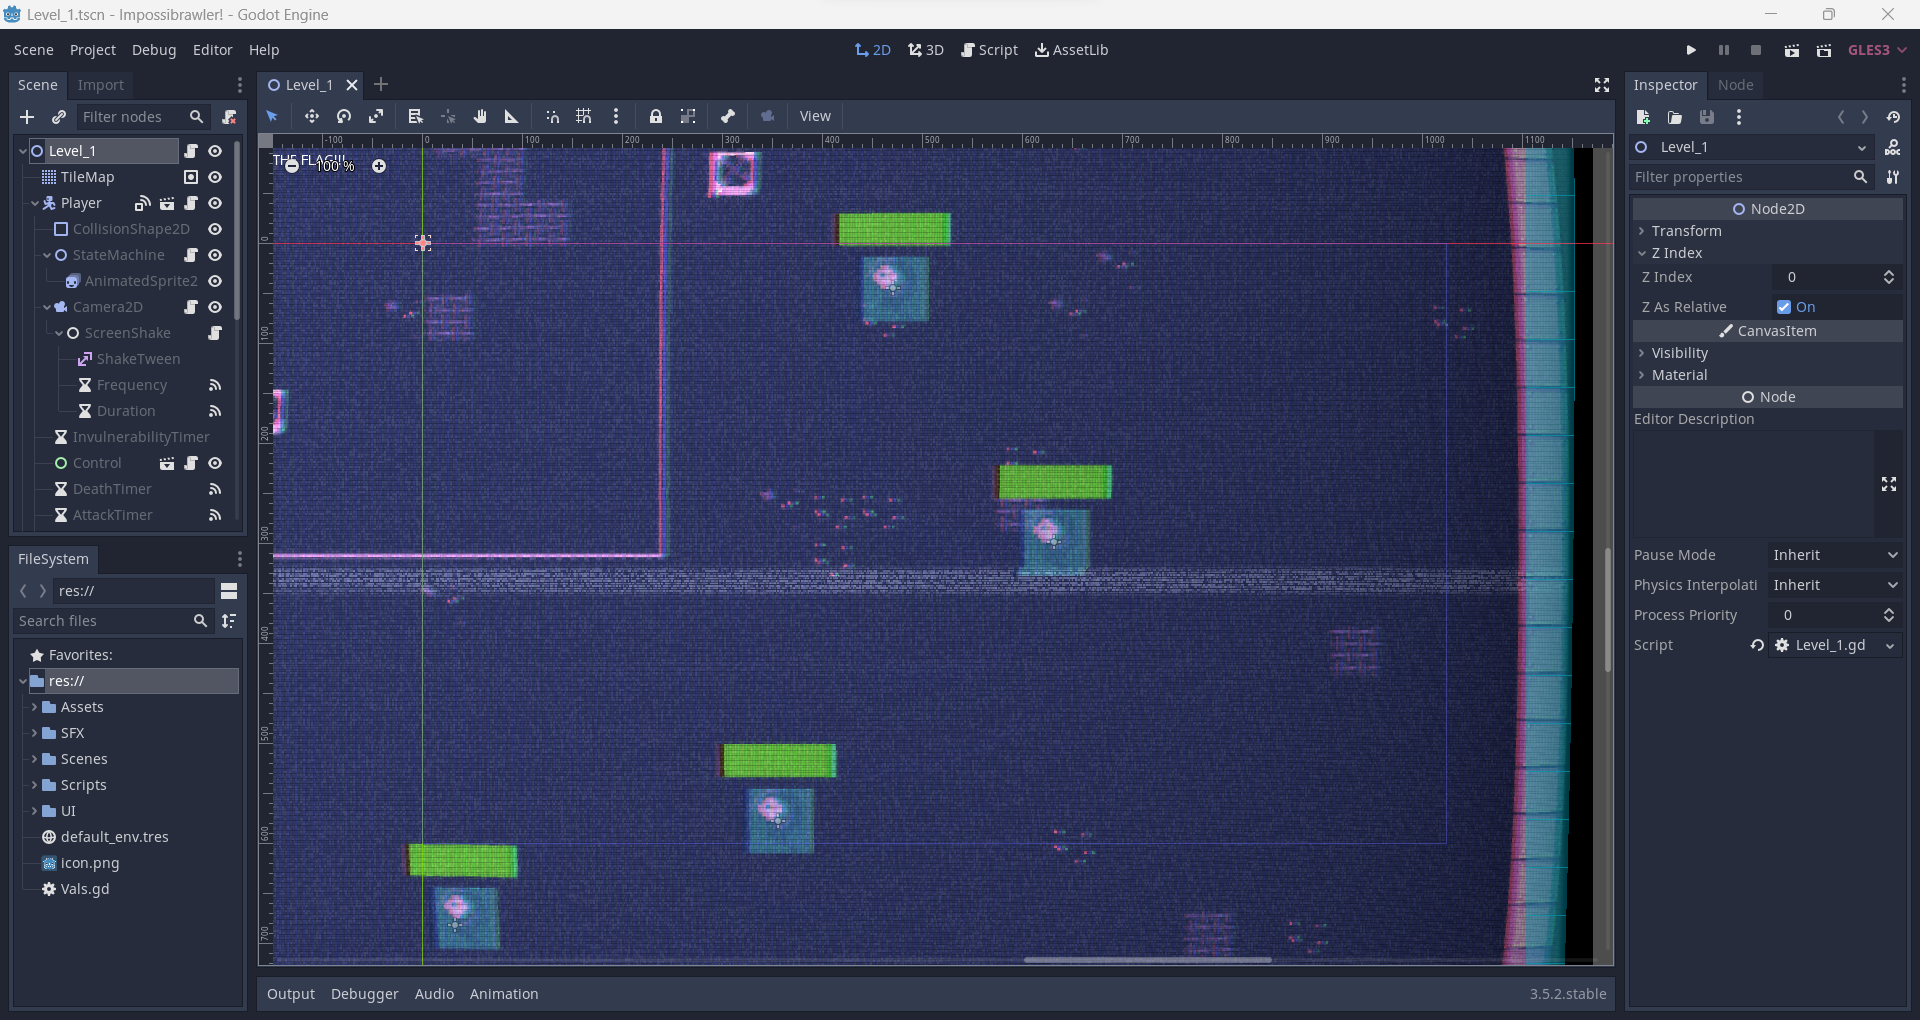 Level_1.tscn - Impossibrawler! - Godot Engine
Scene Project Debug Editor Help
2D 3D Script AssetLib
GLES3
Scene Import
Level_1
Inspector Node
Filter nodes
View
Level_1
TileMap
Player
CollisionShape2D
StateMachine
AnimatedSprite2
Camera2D
ScreenShake
ShakeTween
Frequency
Duration
InvulnerabilityTimer
Control
DeathTimer
AttackTimer
FileSystem
res://
Search files
Favorites:
res://
Assets
SFX
Scenes
Scripts
UI
default_env.tres
icon.png
Vals.gd
-100 0 100 200 300 400 500 600 700 800 900 1000 1100
THE FLAG!!!
100 %
0
100
200
300
400
500
600
700
Output Debugger Audio Animation
3.5.2.stable
Level_1
Filter properties
Node2D
Transform
Z Index
Z Index 0
Z As Relative On
CanvasItem
Visibility
Material
Node
Editor Description
Pause Mode Inherit
Physics Interpolati Inherit
Process Priority 0
Script Level_1.gd